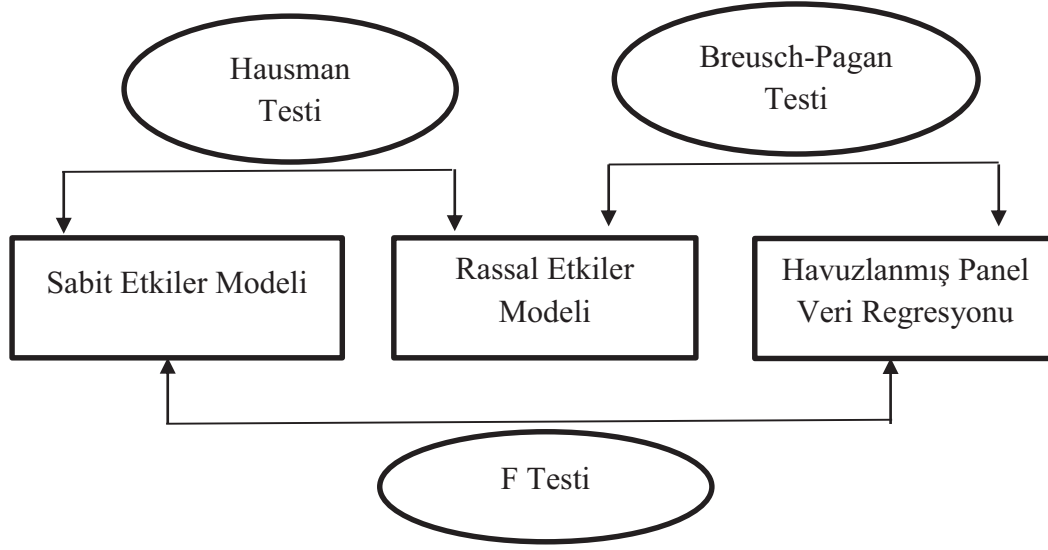 Hausman
Testi
Breusch-Pagan
Testi
Sabit Etkiler Modeli
Rassal Etkiler
Modeli
Havuzlanmış Panel
Veri Regresyonu
F Testi